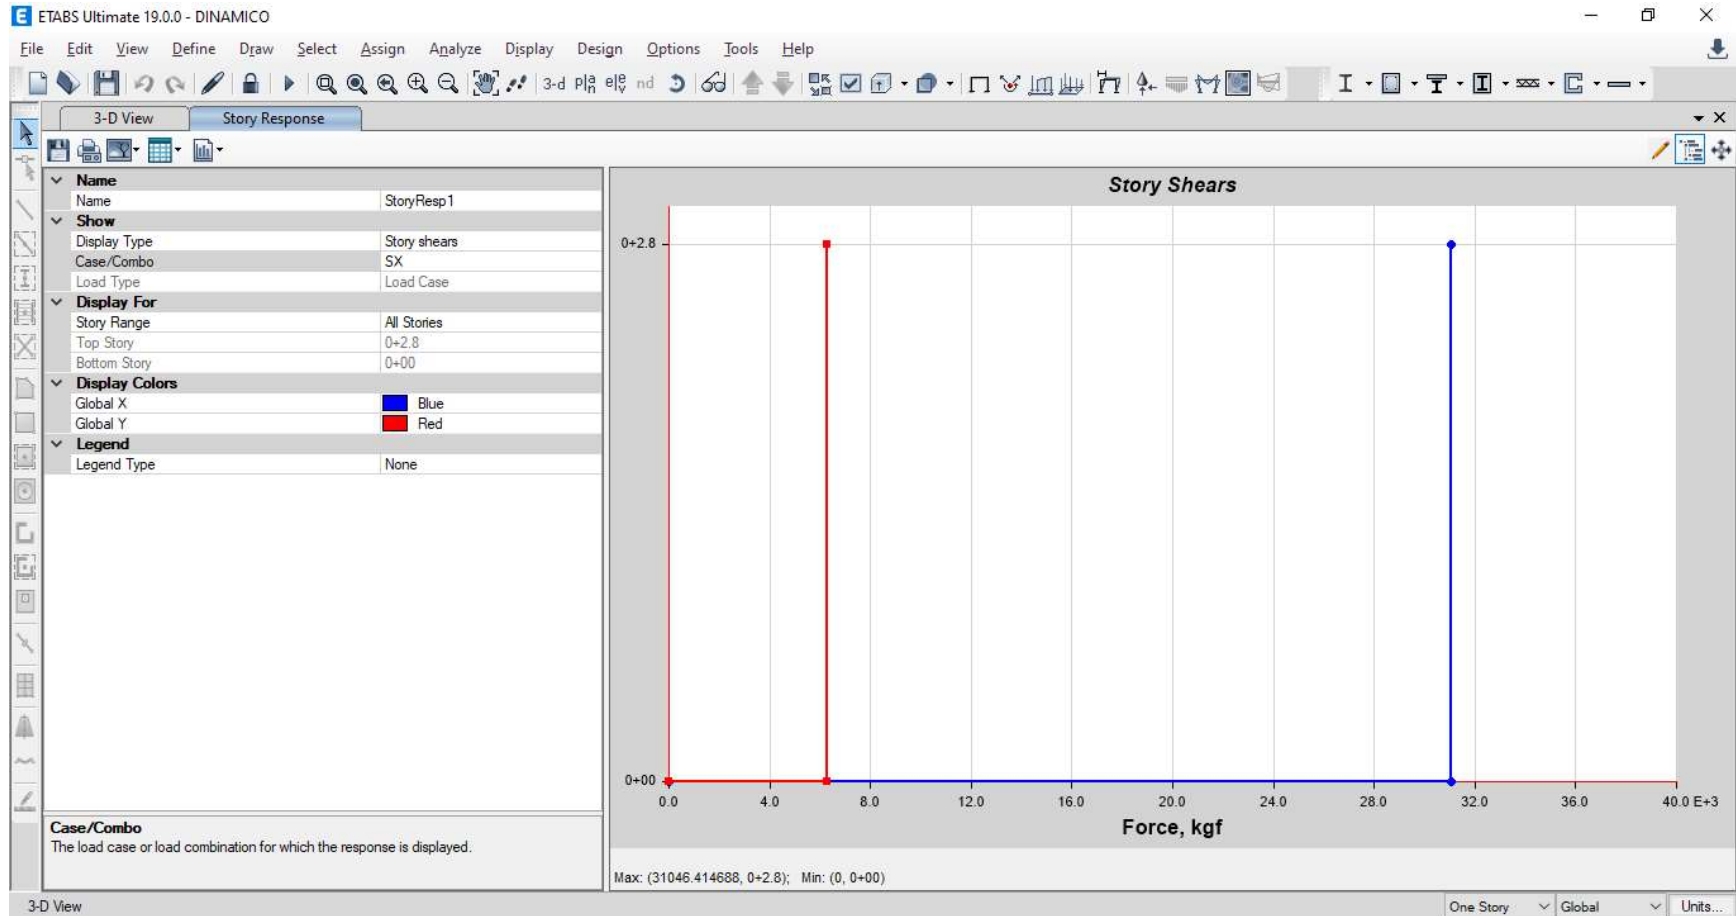 ETABS Ultimate 19.0.0 - DINAMICO
File Edit View Define Draw Select Assign Analyze Display Design Options Tools Help
3-d
nd
3-D View Story Response
Name
Name StoryResp1
Show
Display Type Story shears
Case/Combo SX
Load Type Load Case
Display For
Story Range All Stories
Top Story 0+2.8
Bottom Story 0+00
Display Colors
Global X Blue
Global Y Red
Legend
Legend Type None
Case/Combo
The load case or load combination for which the response is displayed.
Story Shears
0+2.8
0+00
0.0 4.0 8.0 12.0 16.0 20.0 24.0 28.0 32.0 36.0 40.0 E+3
Force, kgf
Max: (31046.414688, 0+2.8); Min: (0, 0+00)
3-D View One Story Global Units...